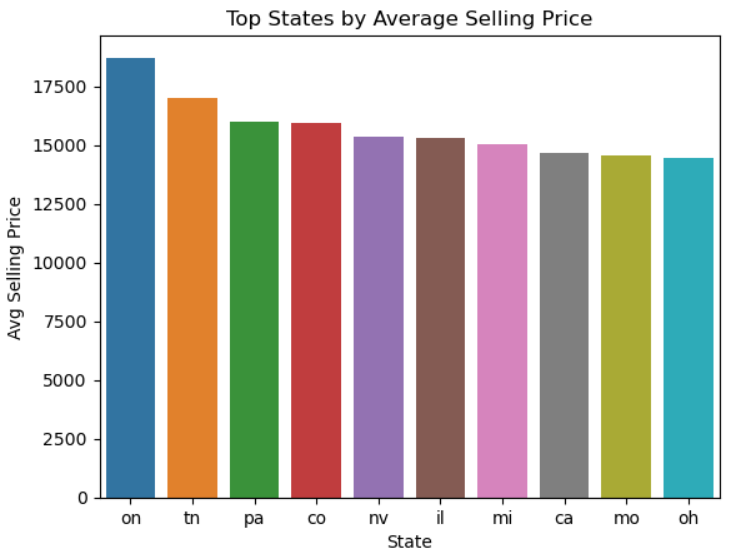 Top States by Average Selling Price
Avg Selling Price
17500
15000
12500
10000
7500
5000
2500
0
on tn pa co nv il mi ca mo oh
State